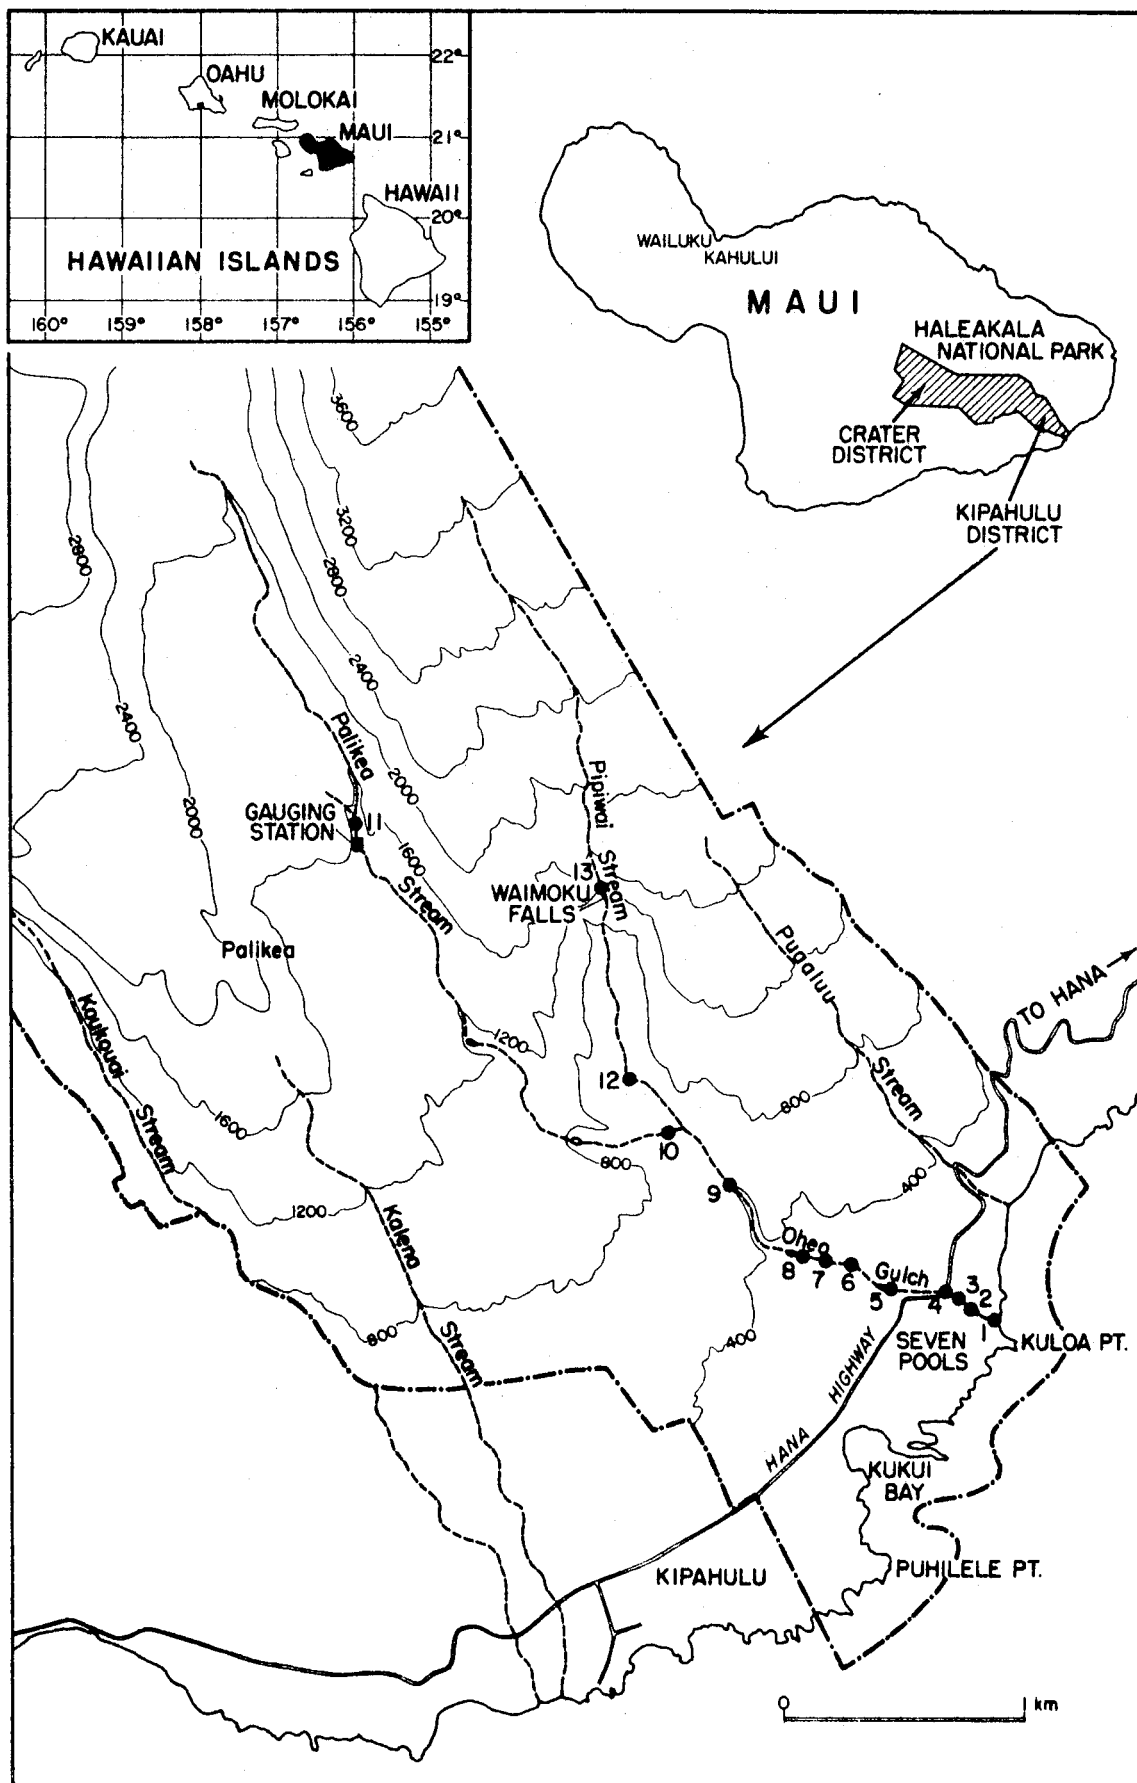 KAUAI
OAHU
MOLOKAI
MAUI
HAWAII
HAWAIIAN ISLANDS
22°
21°
20°
19°
160°
159°
158°
157°
156°
155°
WAILUKU
KAHULUI
MAUI
HALEAKALA
NATIONAL PARK
CRATER
DISTRICT
KIPAHULU
DISTRICT
3600
3200
2800
2400
2000
1600
1200
800
400
2800
2400
2000
1600
1200
800
800
400
Palikea
Stream
GAUGING
STATION
11
Pipiwai
Stream
13
WAIMOKU
FALLS
Palikea
Koukouai
Stream
Puaaluu
Stream
TO HANA
12
10
9
Oheo
Gulch
8
7
6
5
4
3
2
1
SEVEN
POOLS
KULOA PT.
Kalena
Stream
HANA
HIGHWAY
KUKUI
BAY
PUHILELE PT.
KIPAHULU
0
1 km